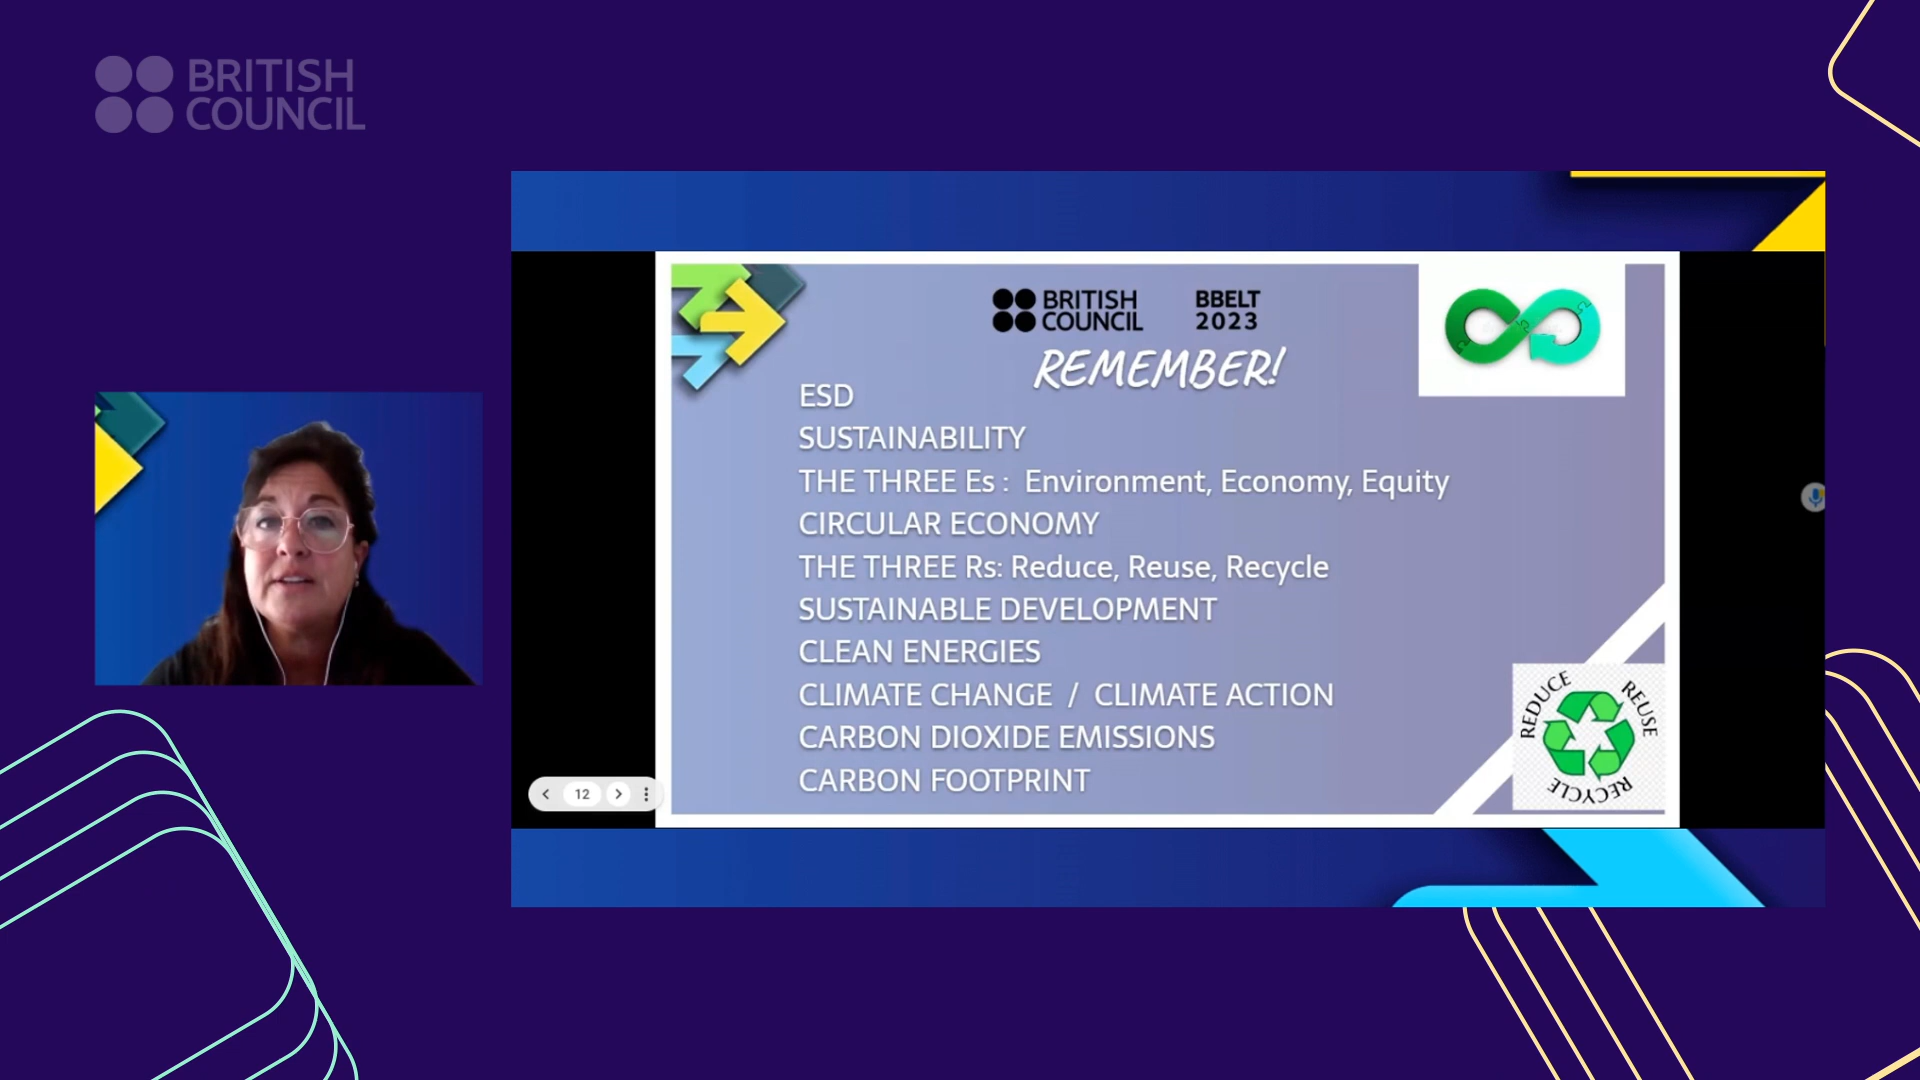 BRITISH
COUNCIL
BRITISH
COUNCIL
BBELT
2023
REMEMBER!
ESD
SUSTAINABILITY
THE THREE Es : Environment, Economy, Equity
CIRCULAR ECONOMY
THE THREE Rs: Reduce, Reuse, Recycle
SUSTAINABLE DEVELOPMENT
CLEAN ENERGIES
CLIMATE CHANGE / CLIMATE ACTION
CARBON DIOXIDE EMISSIONS
CARBON FOOTPRINT
REDUCE
REUSE
RECYCLE
12